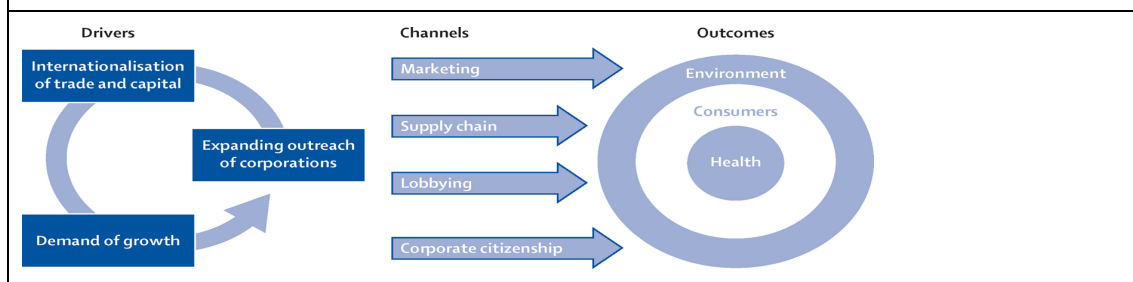 Drivers
Channels
Outcomes
Internationalisation
of trade and capital
Expanding outreach
of corporations
Demand of growth
Marketing
Supply chain
Lobbying
Corporate citizenship
Environment
Consumers
Health